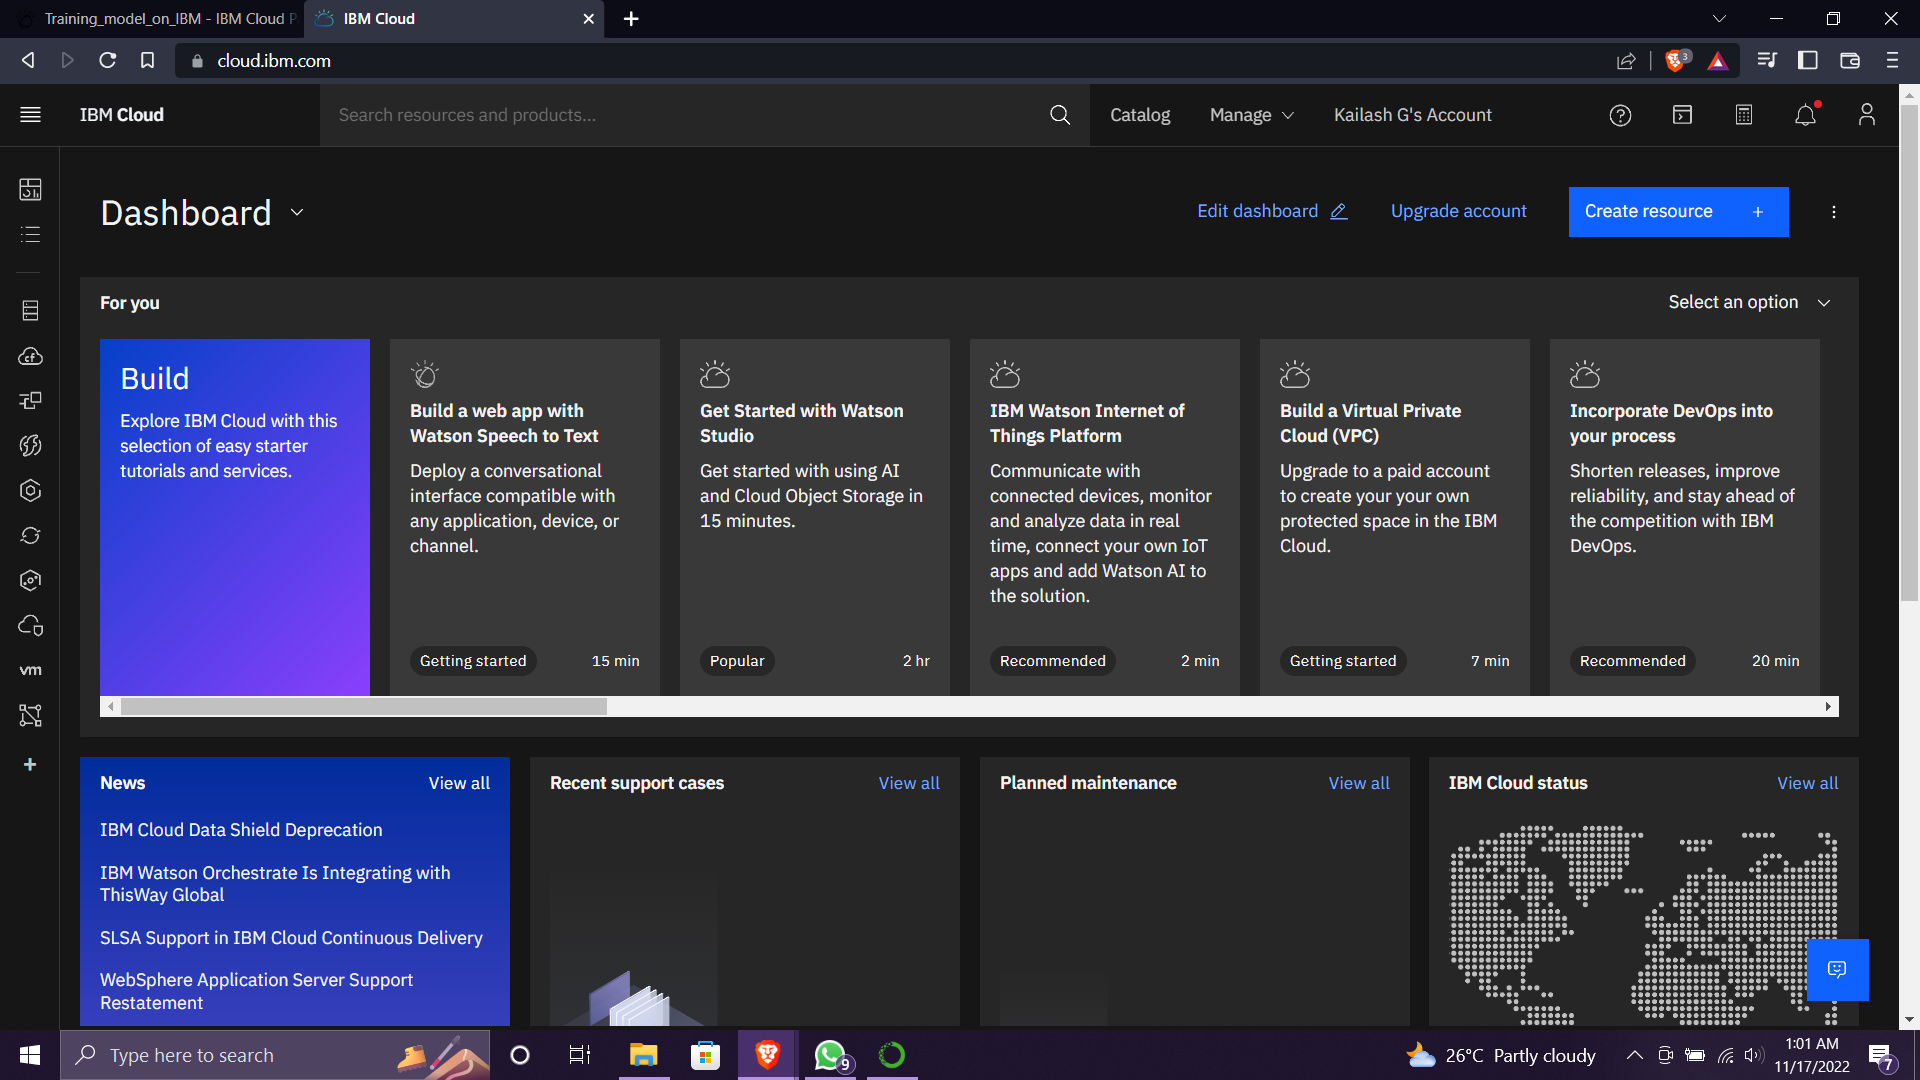 Training_model_on_IBM - IBM Cloud P
IBM Cloud
cloud.ibm.com
3
IBM Cloud
Search resources and products...
Catalog
Manage
Kailash G's Account
Dashboard
Edit dashboard
Upgrade account
Create resource +
For you
Select an option
Build
Explore IBM Cloud with this
selection of easy starter
tutorials and services.
Build a web app with
Watson Speech to Text
Deploy a conversational
interface compatible with
any application, device, or
channel.
Getting started
15 min
Get Started with Watson
Studio
Get started with using AI
and Cloud Object Storage in
15 minutes.
Popular
2 hr
IBM Watson Internet of
Things Platform
Communicate with
connected devices, monitor
and analyze data in real
time, connect your own IoT
apps and add Watson AI to
the solution.
Recommended
2 min
Build a Virtual Private
Cloud (VPC)
Upgrade to a paid account
to create your your own
protected space in the IBM
Cloud.
Getting started
7 min
Incorporate DevOps into
your process
Shorten releases, improve
reliability, and stay ahead of
the competition with IBM
DevOps.
Recommended
20 min
cf
vm
News
View all
IBM Cloud Data Shield Deprecation
IBM Watson Orchestrate Is Integrating with
ThisWay Global
SLSA Support in IBM Cloud Continuous Delivery
WebSphere Application Server Support
Restatement
Recent support cases
View all
Planned maintenance
View all
IBM Cloud status
View all
Type here to search
9
26°C Partly cloudy
1:01 AM
11/17/2022
7